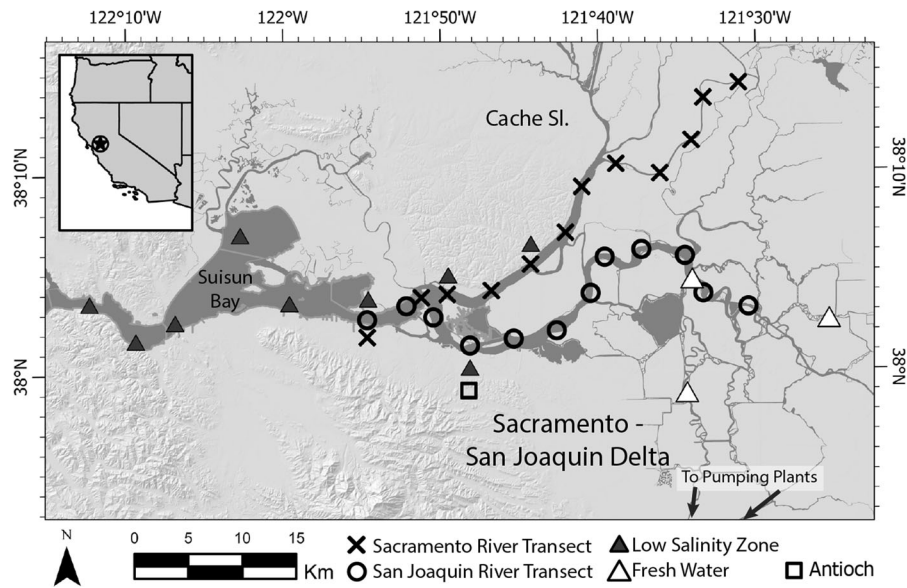 122°10'W
122°W
121°50'W
121°40'W
121°30'W
38°10'N
38°10'N
38°N
38°N
Cache Sl.
Suisun
Bay
Sacramento -
San Joaquin Delta
To Pumping Plants
N
0 5 10 15
Km
Sacramento River Transect
San Joaquin River Transect
Low Salinity Zone
Fresh Water
Antioch